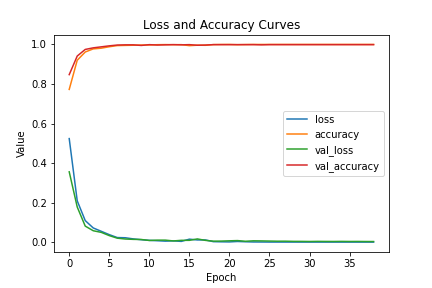 Loss and Accuracy Curves
1.0
0.8
0.6
0.4
0.2
0.0
Value
loss
accuracy
val_loss
val_accuracy
0 5 10 15 20 25 30 35
Epoch